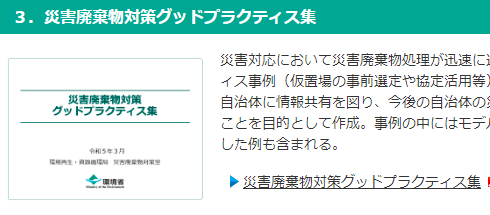 3．災害廃棄物対策グッドプラクティス集
災害廃棄物対策
グッドプラクティス集
令和5年3月
環境再生・資源循環局 災害廃棄物対策室
環境省
Ministry of the Environment
災害対応において災害廃棄物処理が迅速に
ィス事例（仮置場の事前選定や協定活用等）
自治体に情報共有を図り、今後の自治体の
ことを目的として作成。事例の中にはモデル
した例も含まれる。
▶災害廃棄物対策グッドプラクティス集